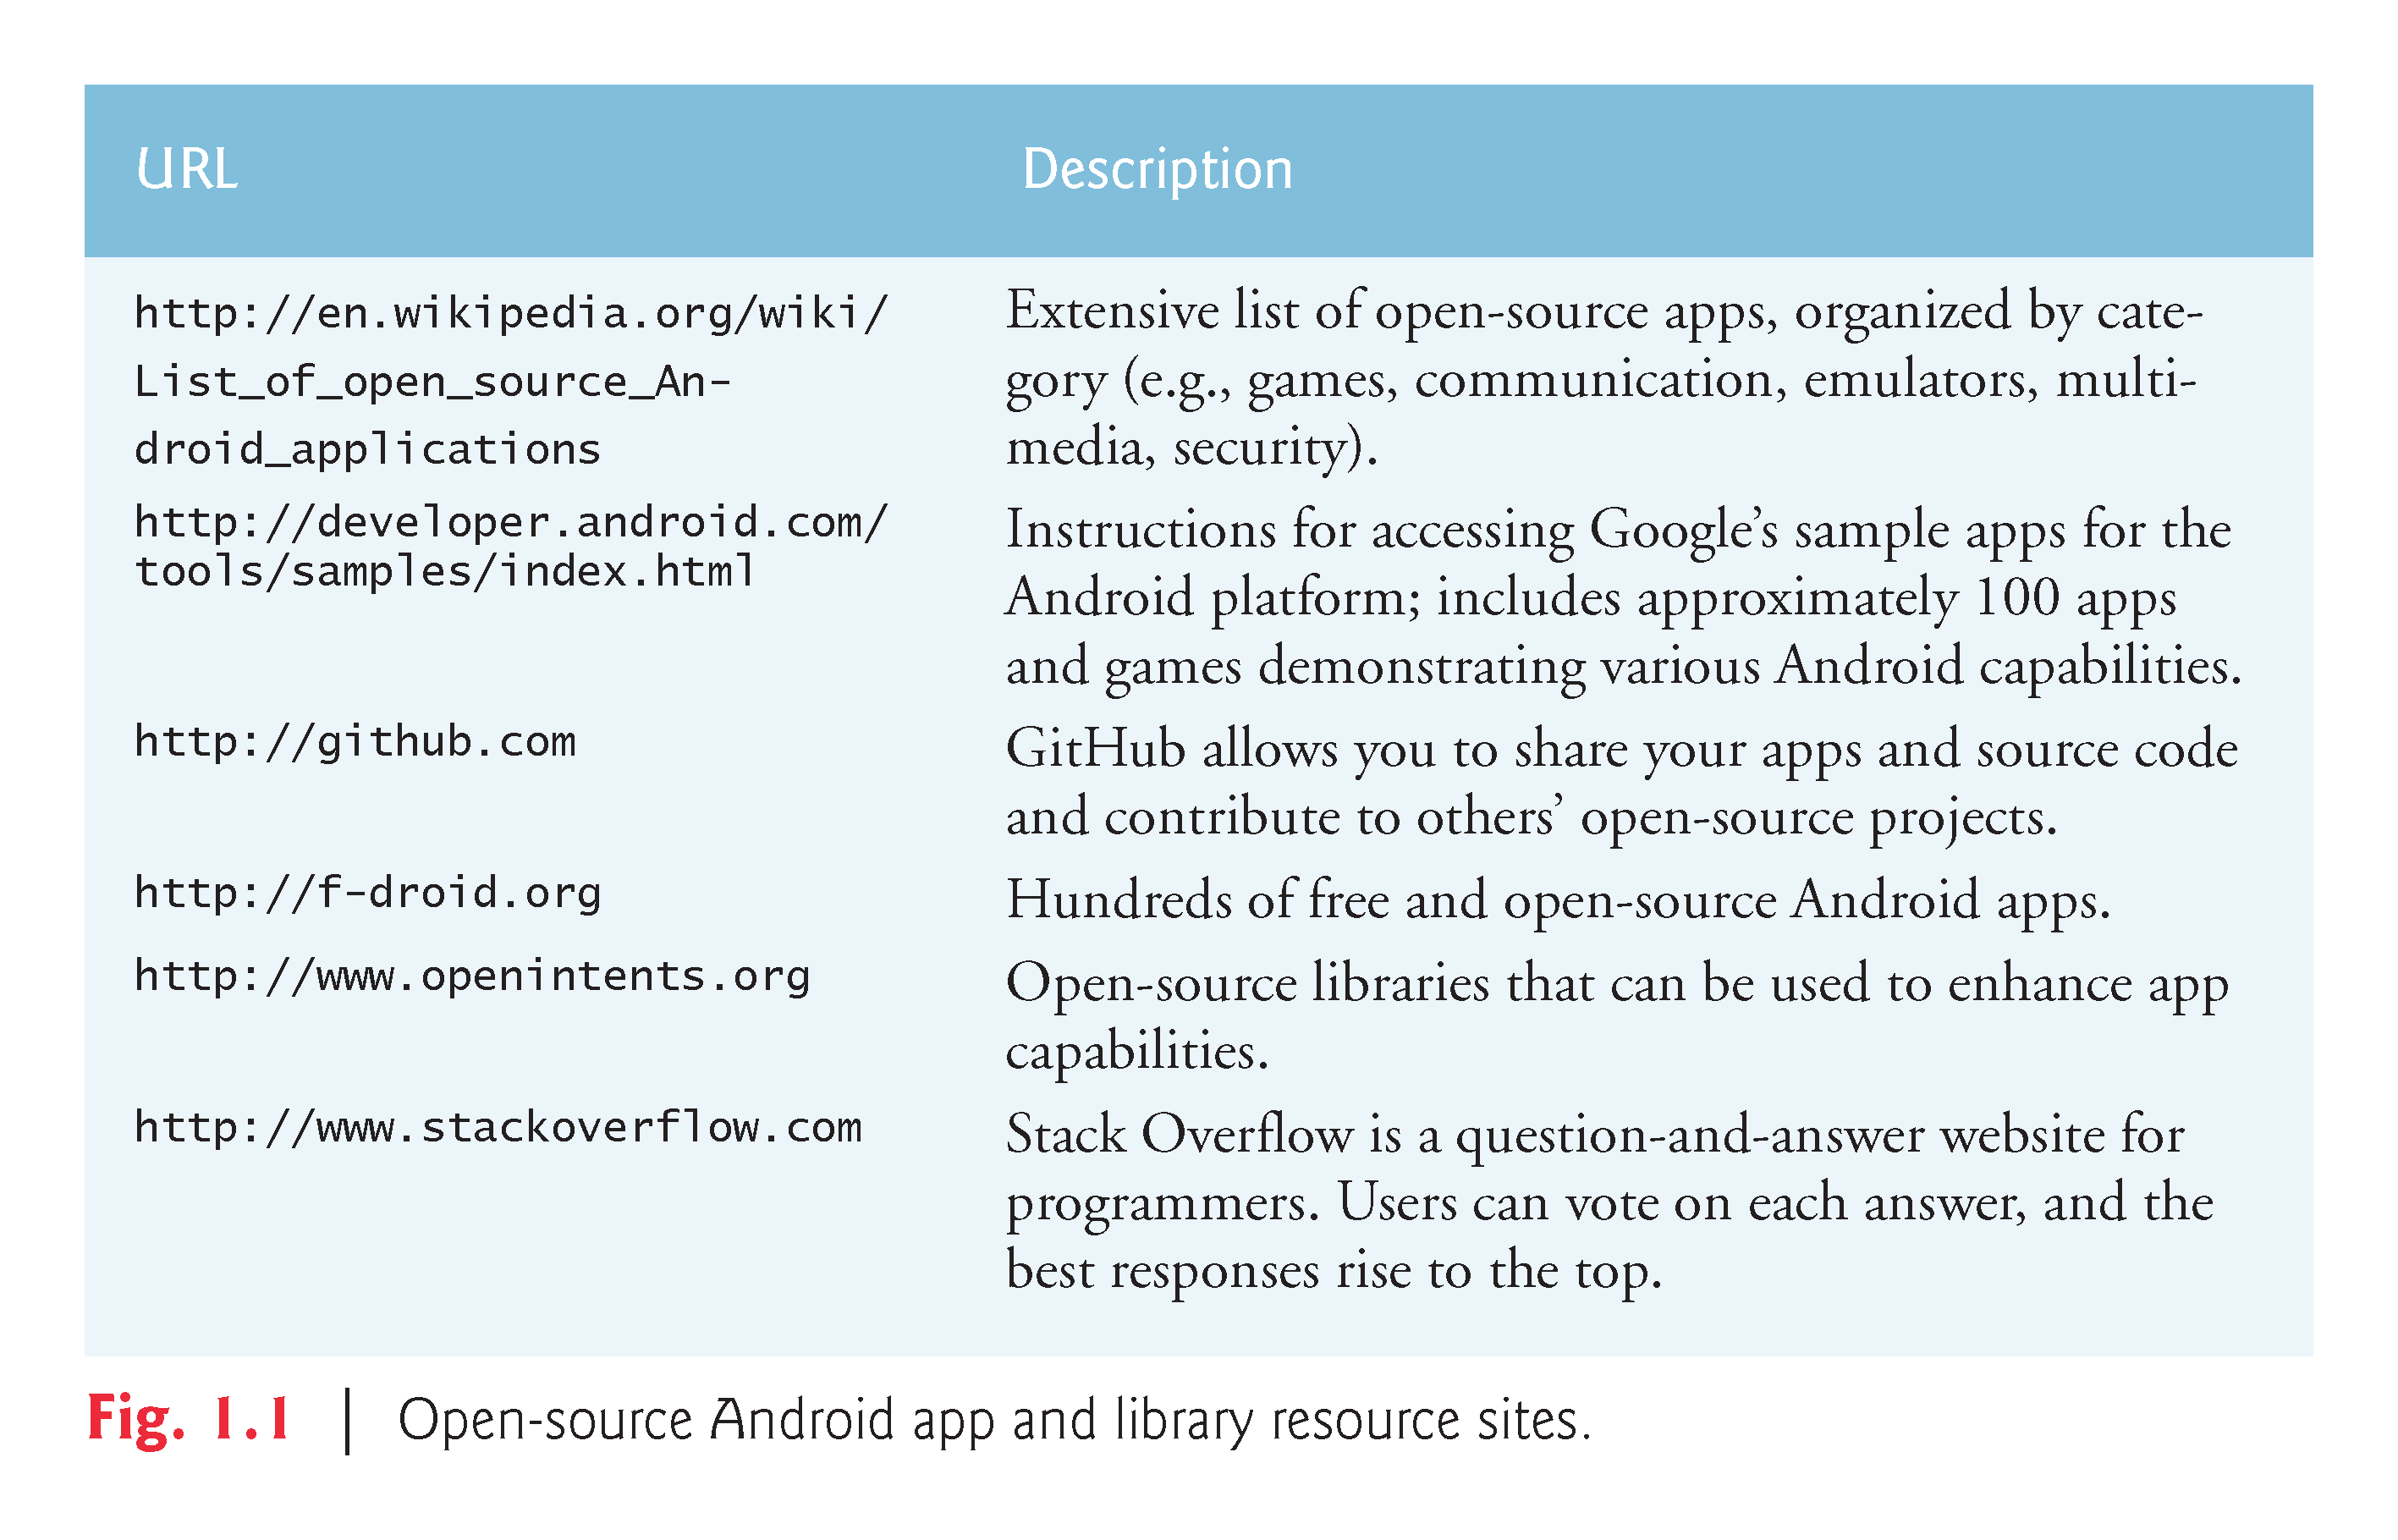 URL Description
http://en.wikipedia.org/wiki/
List_of_open_source_An-
droid_applications
Extensive list of open-source apps, organized by cate-
gory (e.g., games, communication, emulators, multi-
media, security).
http://developer.android.com/
tools/samples/index.html
Instructions for accessing Google’s sample apps for the
Android platform; includes approximately 100 apps
and games demonstrating various Android capabilities.
http://github.com
GitHub allows you to share your apps and source code
and contribute to others’ open-source projects.
http://f-droid.org
Hundreds of free and open-source Android apps.
http://www.openintents.org
Open-source libraries that can be used to enhance app
capabilities.
http://www.stackoverflow.com
Stack Overflow is a question-and-answer website for
programmers. Users can vote on each answer, and the
best responses rise to the top.
Fig. 1.1 | Open-source Android app and library resource sites.